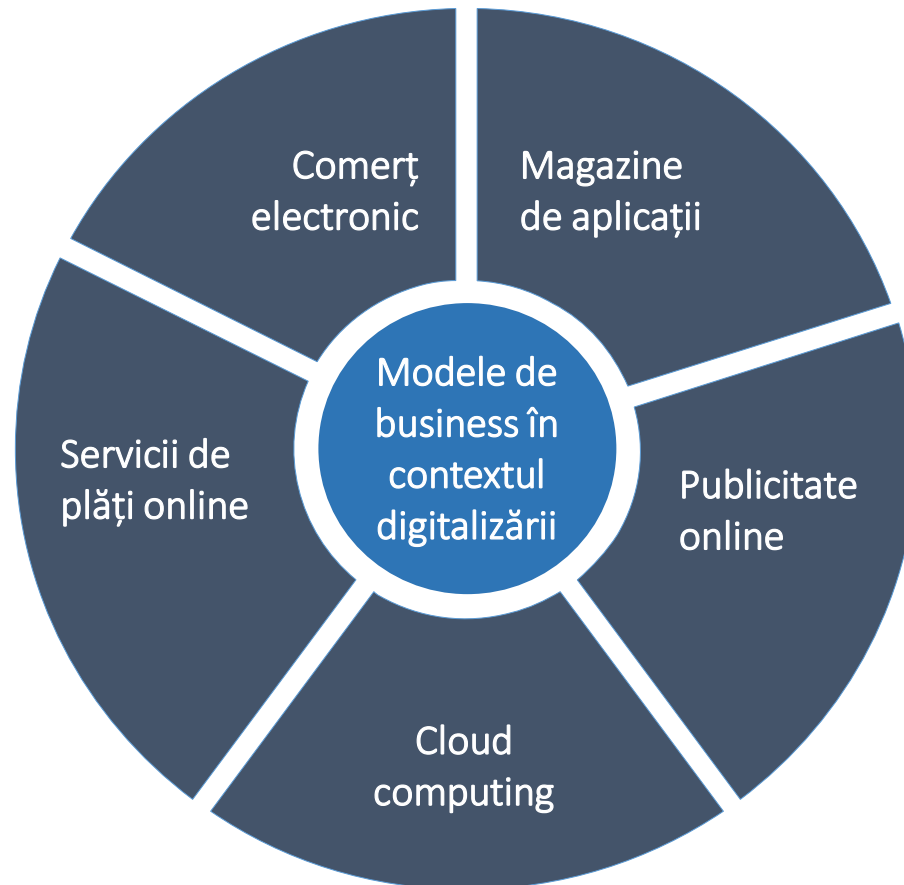 Comerț
electronic
Magazine
de aplicații
Modele de
business în
contextul
digitalizării
Servicii de
plăți online
Publicitate
online
Cloud
computing